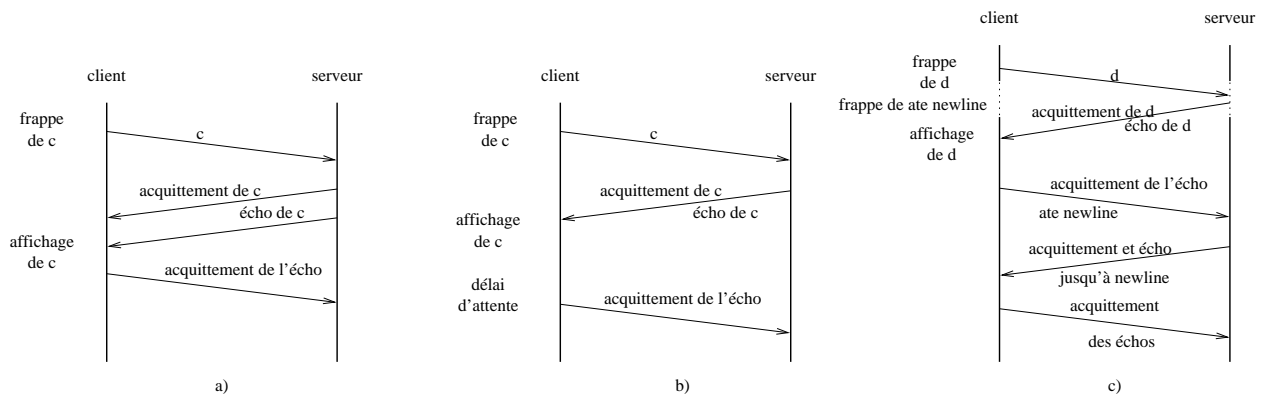 client
serveur
frappe
de c
c
acquittement de c
écho de c
affichage
de c
acquittement de l'écho
a)
client
serveur
frappe
de c
c
acquittement de c
écho de c
affichage
de c
délai
d'attente
acquittement de l'écho
b)
client
serveur
frappe
de d
d
frappe de ate newline
acquittement de d
écho de d
affichage
de d
acquittement de l'écho
ate newline
acquittement et écho
jusqu'à newline
acquittement
des échos
c)